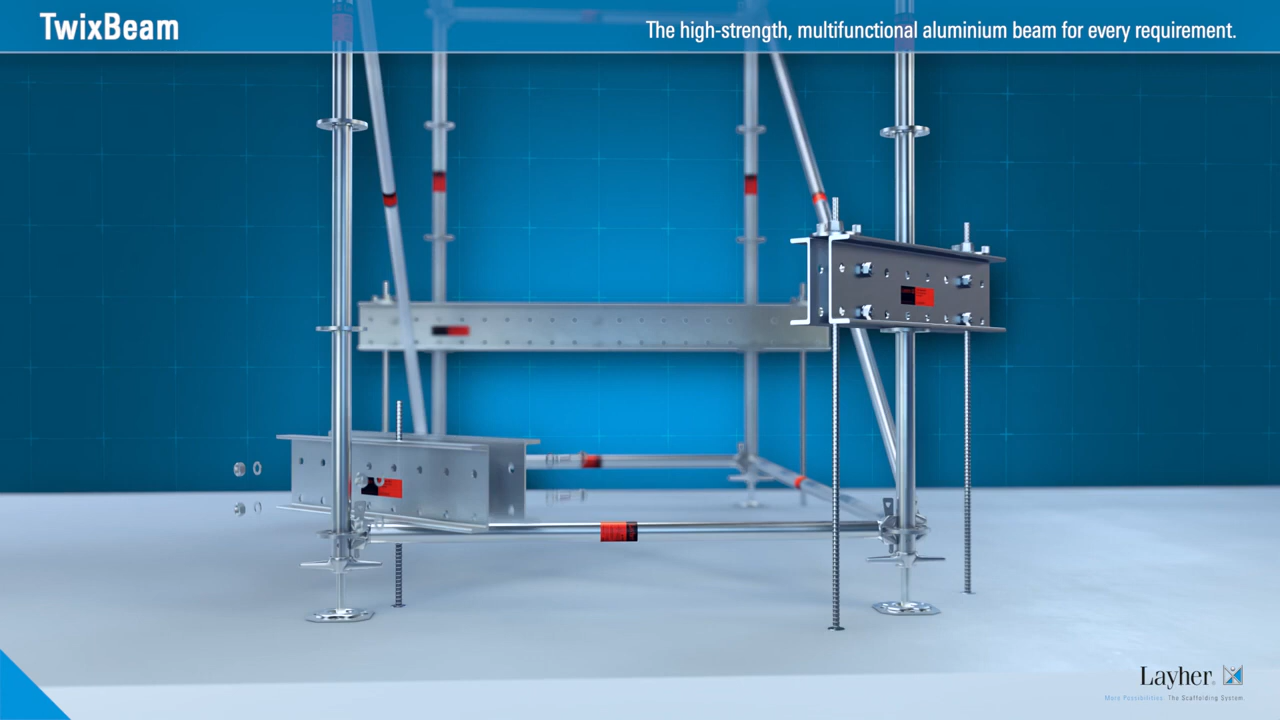 TwixBeam
The high-strength, multifunctional aluminium beam for every requirement.
Layher.
More Possibilities. The Scaffolding System.